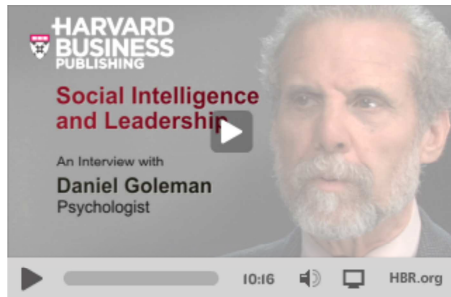 HARVARD
BUSINESS
PUBLISHING
Social Intelligence
and Leadership
An Interview with
Daniel Goleman
Psychologist
10:16
HBR.org